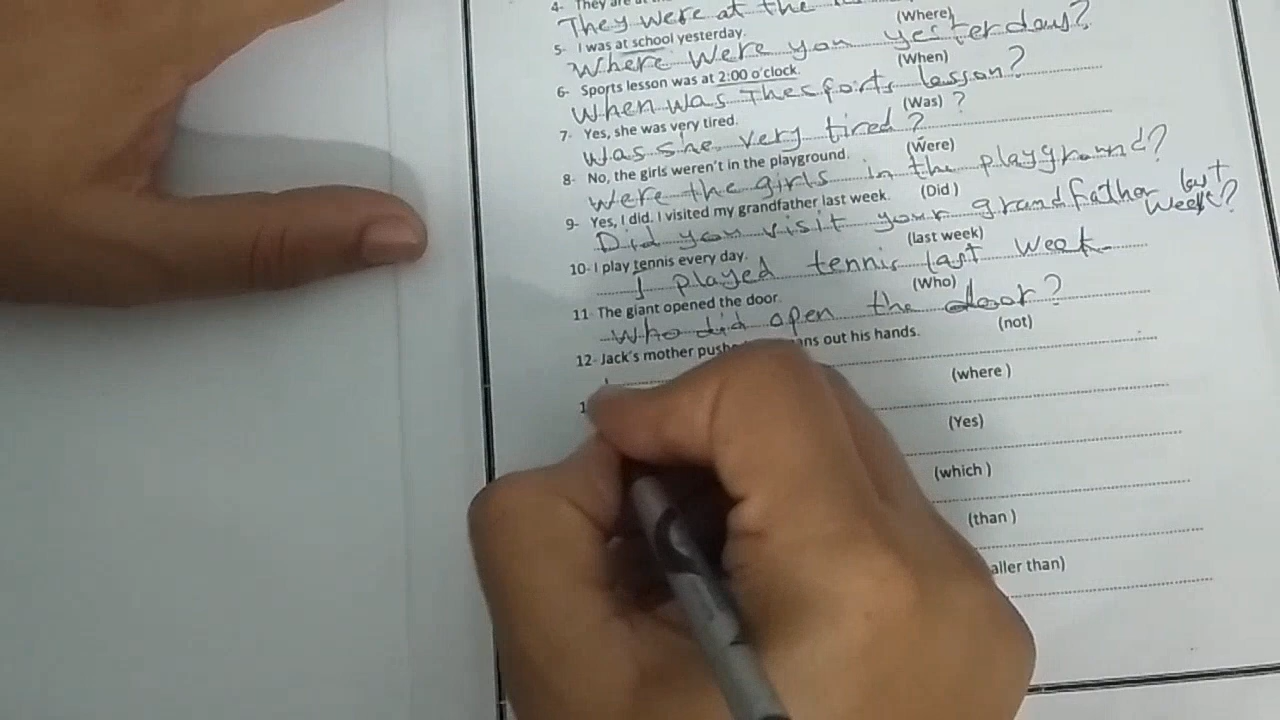 4- They are at the
They were at the
5- I was at school yesterday. (Where)
Where Were you yesterday?
6- Sports lesson was at 2:00 o'clock. (When)
When was The sports lesson?
7- Yes, she was very tired. (Was) ?
Was she very tired?
8- No, the girls weren't in the playground. (Were)
Were the girls in the playground?
9- Yes, I did. I visited my grandfather last week. (Did )
Did you visit your grandfather last
week?
10- I play tennis every day. (last week)
I played tennis last week
11- The giant opened the door. (Who)
Who did open the door?
12- Jack's mother out his hands. (not)
(where )
(Yes)
(which )
(than )
aller than)